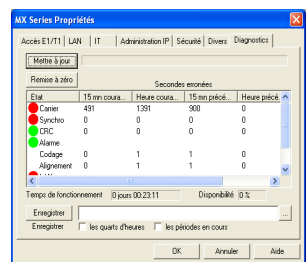 MX Series Propriétés
Accès E1/T1 LAN IT Administration IP Sécurité Divers Diagnostics
Mettre à jour
Remise à zéro Secondes erronées
Etat 15 mn coura... Heure coura... 15 mn précé... Heure précé.
Carrier 491 1391 900 0
Synchro 0 0 0 0
CRC 0 0 0 0
Alarme
Codage 0 1 1 0
Alignement 0 1 1 0
Temps de fonctionnement 0 jours 00:23:11 Disponibilité 0 %
Enregistrer ...
Enregistrer les quarts d'heures les périodes en cours
OK Annuler Aide